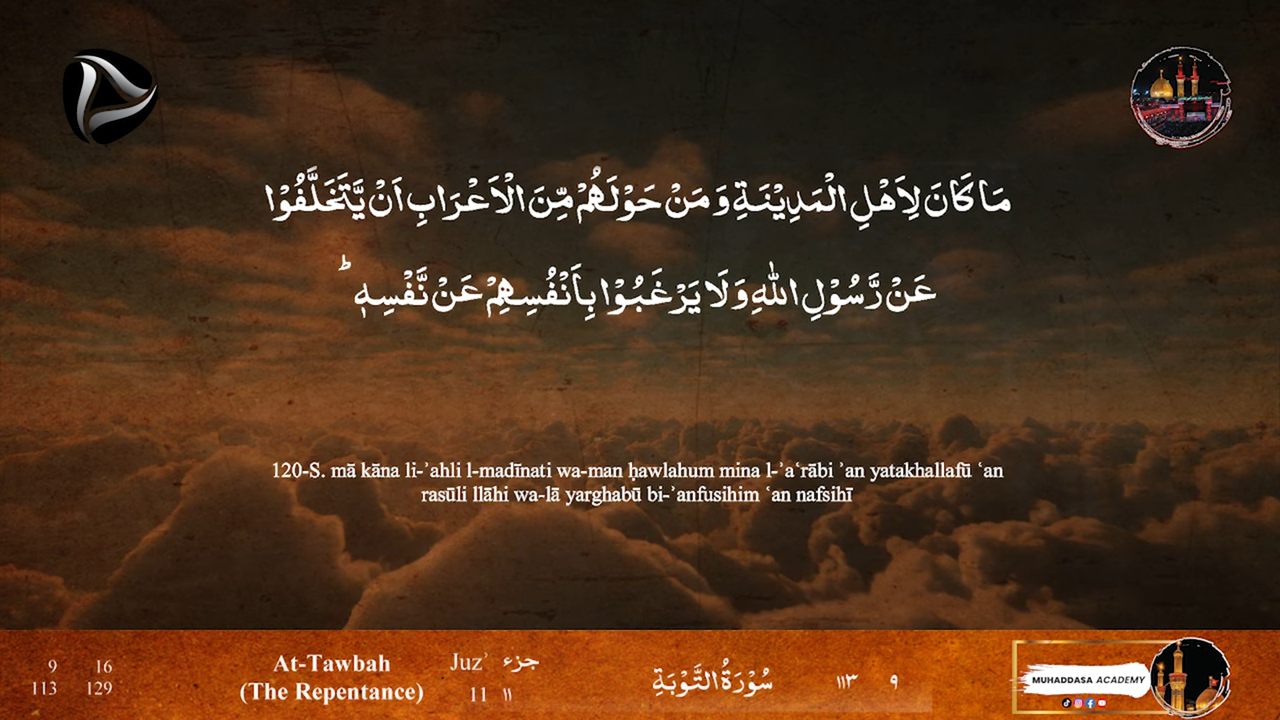 مَا كَانَ لِاَهْلِ الْمَدِيْنَةِ وَ مَنْ حَوْلَهُمْ مِّنَ الْاَعْرَابِ اَنْ يَّتَخَلَّفُوْا
عَنْ رَّسُوْلِ اللّٰهِ وَ لَا يَرْغَبُوْا بِاَنْفُسِهِمْ عَنْ نَّفْسِهٖ ؕ
120-S. mā kāna li-ʾahli l-madīnati wa-man ḥawlahum mina l-ʾaʿrābi ʾan yatakhallafū ʿan
rasūli llāhi wa-lā yarghabū bi-ʾanfusihim ʿan nafsihī
9 16
113 129
At-Tawbah
(The Repentance)
Juzʾ جزء
11 ١١
سُوْرَةُ التَّوْبَةِ
١١٣ ٩
MUHADDASA ACADEMY